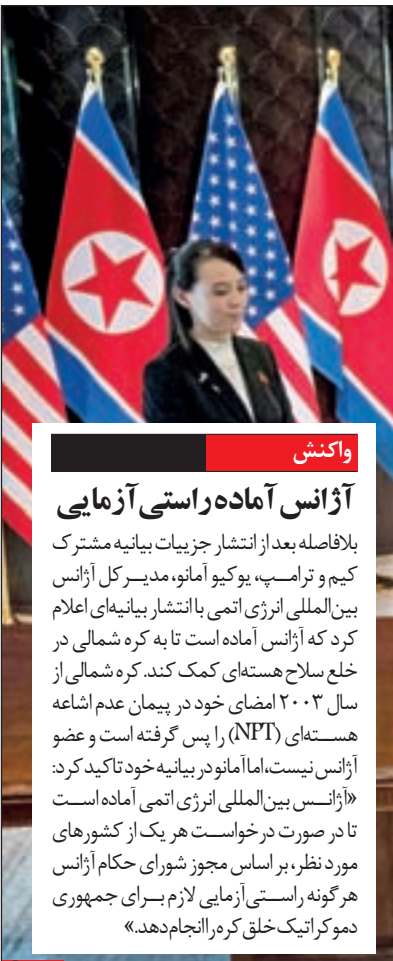 واکنش
آژانس آماده راستی‌آزمایی
بلافاصله بعد از انتشار جزییات بیانیه مشترک
کیم و ترامپ، یوکیو آمانو، مدیر کل آژانس
بین‌المللی انرژی اتمی با انتشار بیانیه‌ای اعلام
کرد که آژانس آماده است تا به کره شمالی در
خلع سلاح هسته‌ای کمک کند. کره شمالی از
سال ۲۰۰۳ امضای خود در پیمان عدم اشاعه
هسته‌ای (NPT) را پس گرفته است و عضو
آژانس نیست، اما آمانو در بیانیه خود تاکید کرد:
«آژانس بین‌المللی انرژی اتمی آماده است
تا در صورت درخواست هر یک از کشورهای
مورد نظر، بر اساس مجوز شورای حکام آژانس
هر گونه راستی‌آزمایی لازم برای جمهوری
دموکراتیک خلق کره را انجام دهد.»